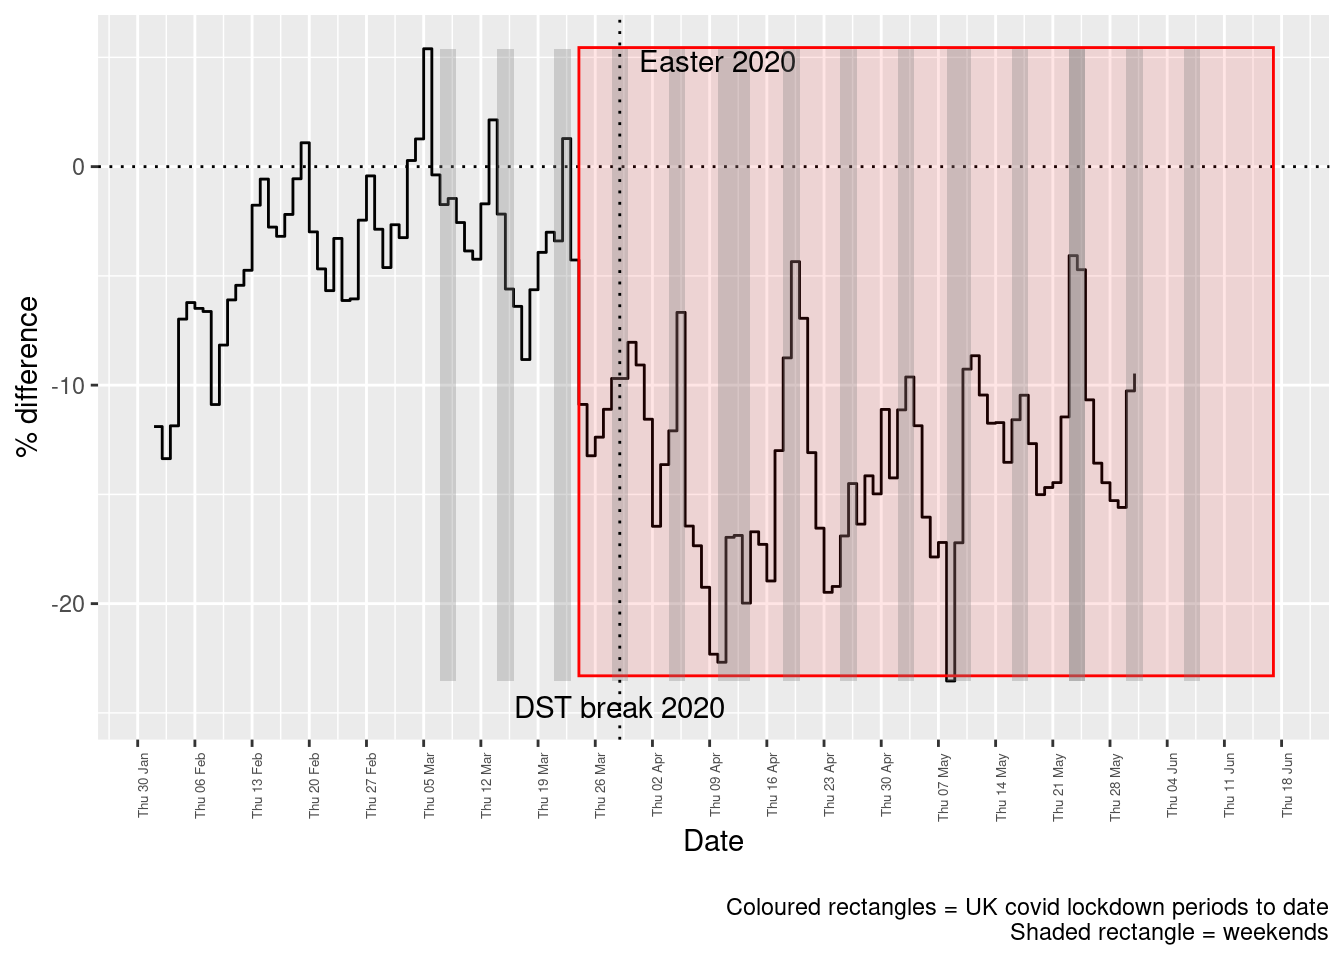 Easter 2020
0
-10
-20
% difference
DST break 2020
Thu 30 Jan
Thu 06 Feb
Thu 13 Feb
Thu 20 Feb
Thu 27 Feb
Thu 05 Mar
Thu 12 Mar
Thu 19 Mar
Thu 26 Mar
Thu 02 Apr
Thu 09 Apr
Thu 16 Apr
Thu 23 Apr
Thu 30 Apr
Thu 07 May
Thu 14 May
Thu 21 May
Thu 28 May
Thu 04 Jun
Thu 11 Jun
Thu 18 Jun
Date
Coloured rectangles = UK covid lockdown periods to date
Shaded rectangle = weekends